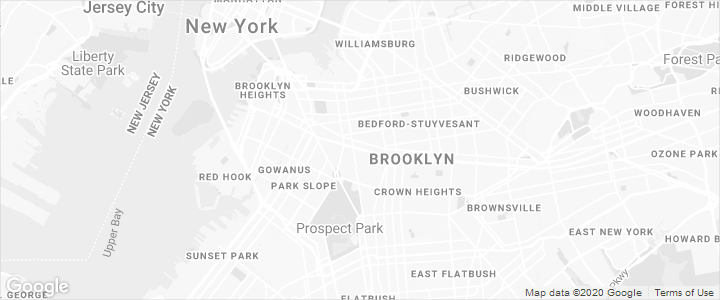 MANHATTAN
Jersey City
New York
MIDDLE VILLAGE
FOREST HI
WILLIAMSBURG
Liberty
State Park
RIDGEWOOD
Forest Pa
BROOKLYN
HEIGHTS
BUSHWICK
NEW JERSEY
NEW YORK
WOODHAVEN
BEDFORD-STUYVESANT
BROOKLYN
OZONE PARK
GOWANUS
RED HOOK
PARK SLOPE
CROWN HEIGHTS
BROWNSVILLE
Upper Bay
Prospect Park
EAST NEW YORK
HOWARD B
SUNSET PARK
EAST FLATBUSH
Pkwy
GEORGE
FLATBUSH
Google
Map data ©2020 Google
Terms of Use